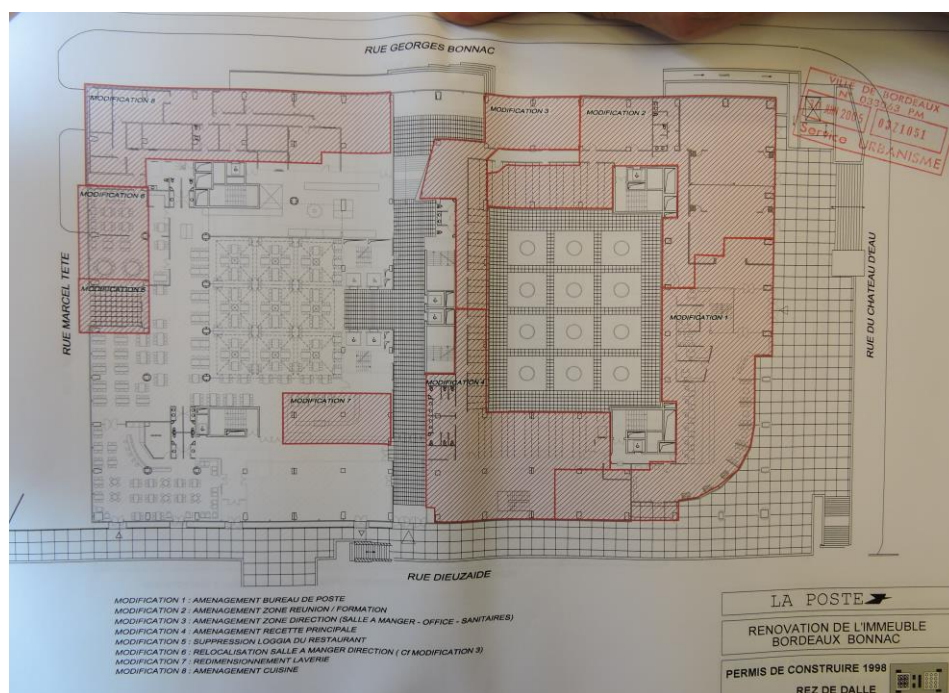 RUE GEORGES BONNAC
VILLE DE BORDEAUX
N° 033063 PM
JUN 2005
0321051
Service URBANISME
MODIFICATION 8
MODIFICATION 3
MODIFICATION 2
MODIFICATION 6
MODIFICATION 5
RUE MARCEL TETE
RUE DU CHATEAU D'EAU
MODIFICATION 1
MODIFICATION 4
MODIFICATION 7
RUE DIEUZAIDE
MODIFICATION 1 : AMENAGEMENT BUREAU DE POSTE
MODIFICATION 2 : AMENAGEMENT ZONE REUNION / FORMATION
MODIFICATION 3 : AMENAGEMENT ZONE DIRECTION (SALLE A MANGER - OFFICE - SANITAIRES)
MODIFICATION 4 : AMENAGEMENT RECETTE PRINCIPALE
MODIFICATION 5 : SUPPRESSION LOGGIA DU RESTAURANT
MODIFICATION 6 : RELOCALISATION SALLE A MANGER DIRECTION ( Cf MODIFICATION 3)
MODIFICATION 7 : REDIMENSIONNEMENT LAVERIE
MODIFICATION 8 : AMENAGEMENT CUISINE
LA POSTE
RENOVATION DE L'IMMEUBLE
BORDEAUX BONNAC
PERMIS DE CONSTRUIRE 1998
REZ DE DALLE